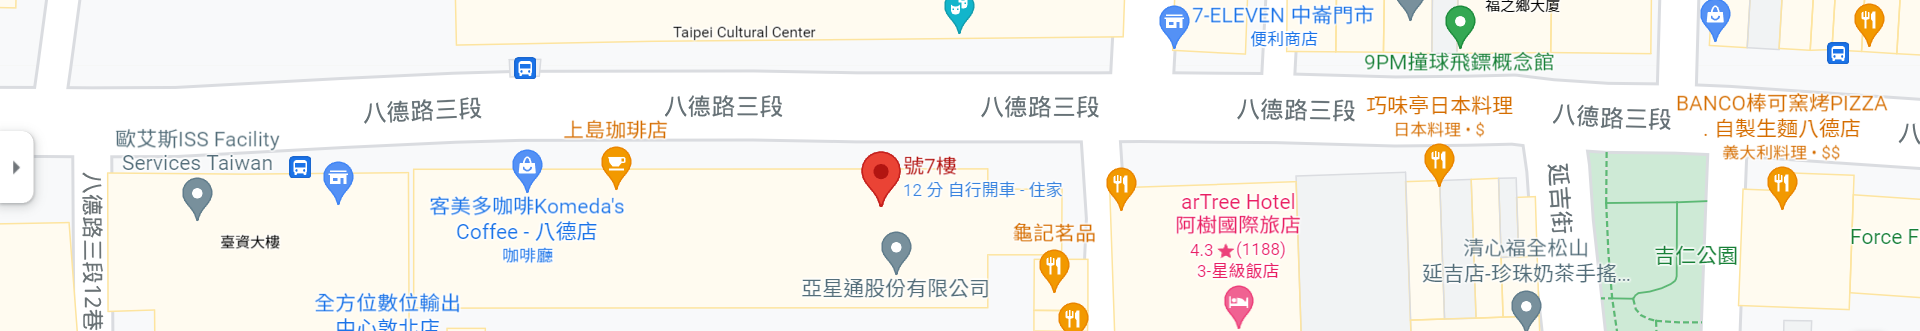 Taipei Cultural Center
7-ELEVEN 中崙門市
便利商店
福之鄉大廈
9PM撞球飛鏢概念館
八德路三段
八德路三段
八德路三段
八德路三段
八德路三段
八
巧味亭日本料理
日本料理 • $
BANCO棒可窯烤PIZZA
. 自製生麵八德店
義大利料理 • $$
歐艾斯ISS Facility
Services Taiwan
上島珈琲店
號7樓
12 分 自行開車 - 住家
八德路三段12巷
客美多咖啡Komeda's
Coffee - 八德店
咖啡廳
臺資大樓
龜記茗品
亞星通股份有限公司
arTree Hotel
阿樹國際旅店
4.3 ★ (1188)
3-星級飯店
延吉街
清心福全松山
延吉店-珍珠奶茶手搖...
吉仁公園
Force F
全方位數位輸出
中心敦北店